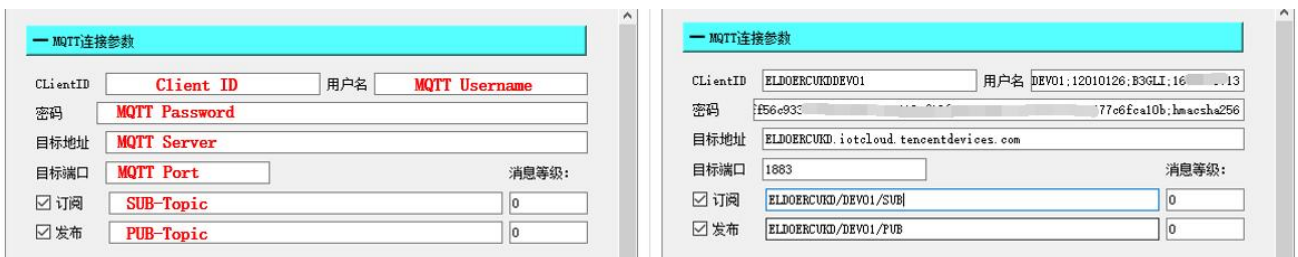 一 MQTT连接参数
CLientID Client ID 用户名 MQTT Username
密码 MQTT Password
目标地址 MQTT Server
目标端口 MQTT Port 消息等级:
订阅 SUB-Topic 0
发布 PUB-Topic 0
一 MQTT连接参数
CLientID ELDOERCUKDDEV01 用户名 DEV01;12010126;B3GLI;16 13
密码 f56c933 77c6fca10b;hmacsha256
目标地址 ELDOERCUKD.iotcloud.tencentdevices.com
目标端口 1883 消息等级:
订阅 ELDOERCUKD/DEV01/SUB 0
发布 ELDOERCUKD/DEV01/PUB 0